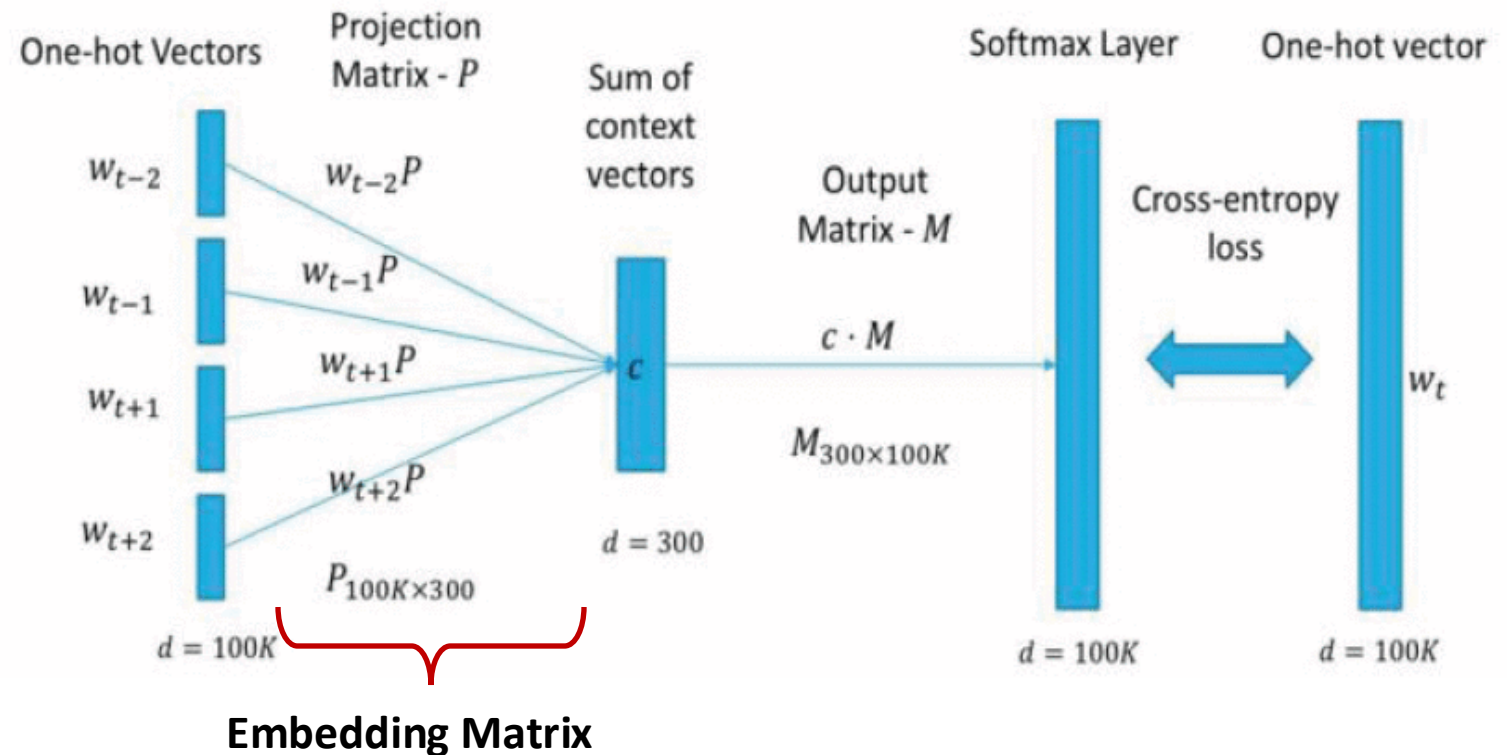 One-hot Vectors
Projection
Matrix - P
Sum of
context
vectors
Softmax Layer
One-hot vector
w_{t−2}
w_{t−2}P
Output
Matrix - M
Cross-entropy
loss
w_{t−1}
w_{t−1}P
w_{t+1}
w_{t+1}P
c
c · M
w_t
w_{t+2}
w_{t+2}P
M_{300×100K}
P_{100K×300}
d = 300
d = 100K
d = 100K
d = 100K
Embedding Matrix